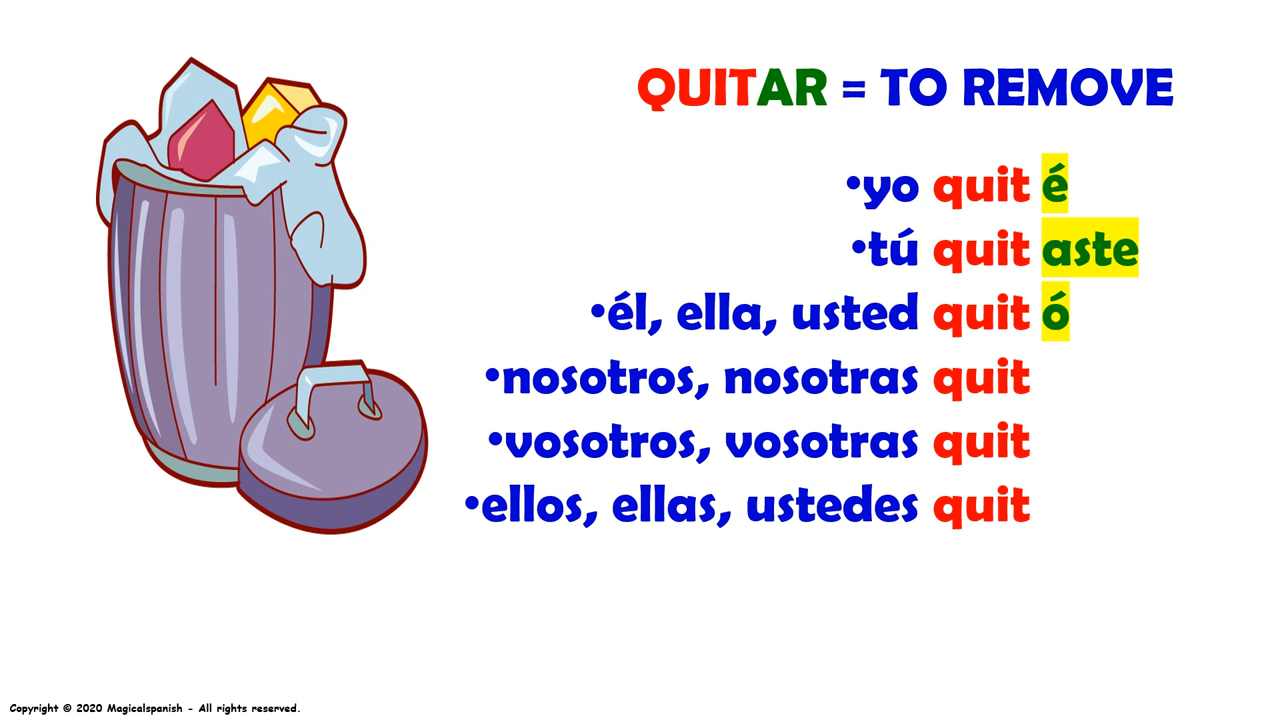 QUITAR = TO REMOVE
•yo quit é
•tú quit aste
•él, ella, usted quit ó
•nosotros, nosotras quit
•vosotros, vosotras quit
•ellos, ellas, ustedes quit
Copyright © 2020 Magicalspanish - All rights reserved.